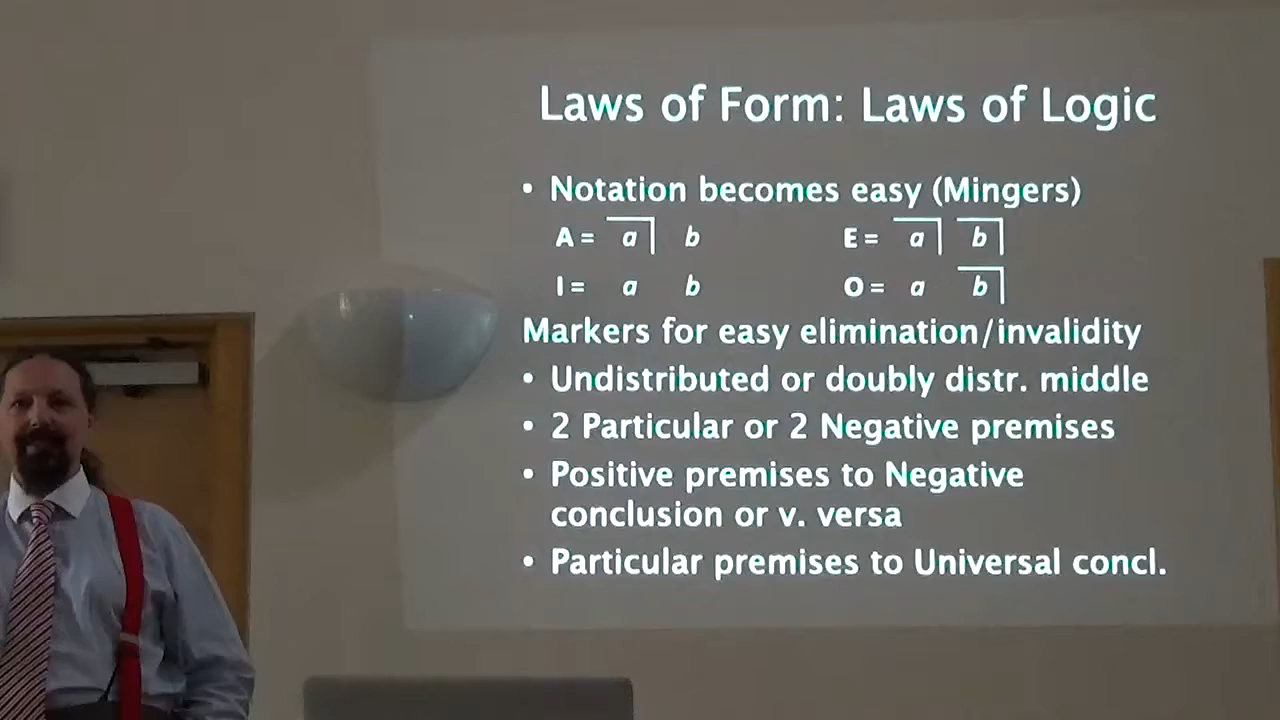 Laws of Form: Laws of Logic
• Notation becomes easy (Mingers)
A = a̅| b E = a̅| b̅|
I = a b O = a b̅|
Markers for easy elimination/invalidity
• Undistributed or doubly distr. middle
• 2 Particular or 2 Negative premises
• Positive premises to Negative
conclusion or v. versa
• Particular premises to Universal concl.